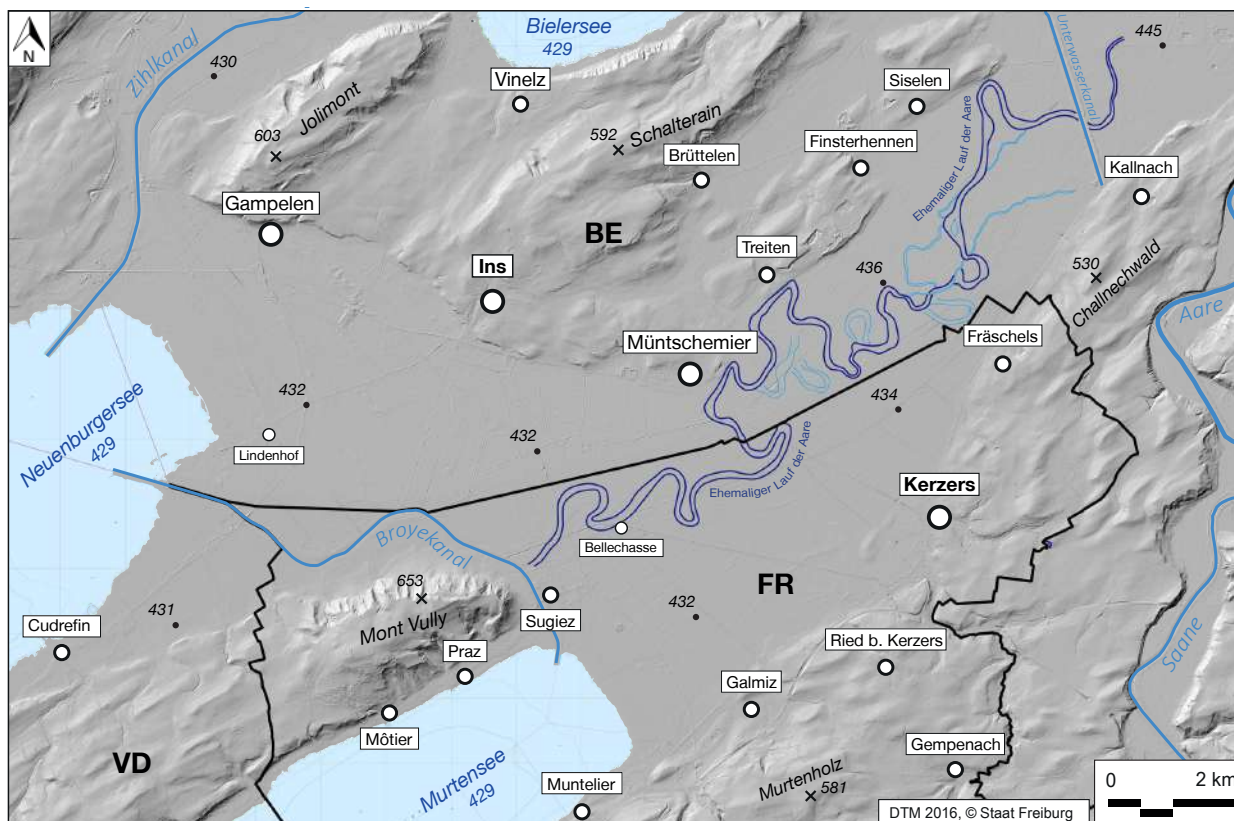 N
Zihlkanal
430
Bielersee
429
445
Unterwasserkanal
Vinelz
Siselen
603
Jolimont
592
Schalterain
Finsterhennen
Brüttelen
Kallnach
Ehemaliger Lauf der Aare
Gampelen
BE
Treiten
436
530
Challnechwald
Ins
Aare
Müntschemier
Fräschels
Neuenburgersee
429
432
434
Lindenhof
432
Ehemaliger Lauf der Aare
Kerzers
Broyekanal
Bellechasse
653
FR
Mont Vully
Sugiez
432
431
Cudrefin
Ried b. Kerzers
Saane
Praz
Galmiz
Môtier
VD
Gempenach
Murtensee
429
Muntelier
Murtenholz
581
0 2 km
DTM 2016, © Staat Freiburg